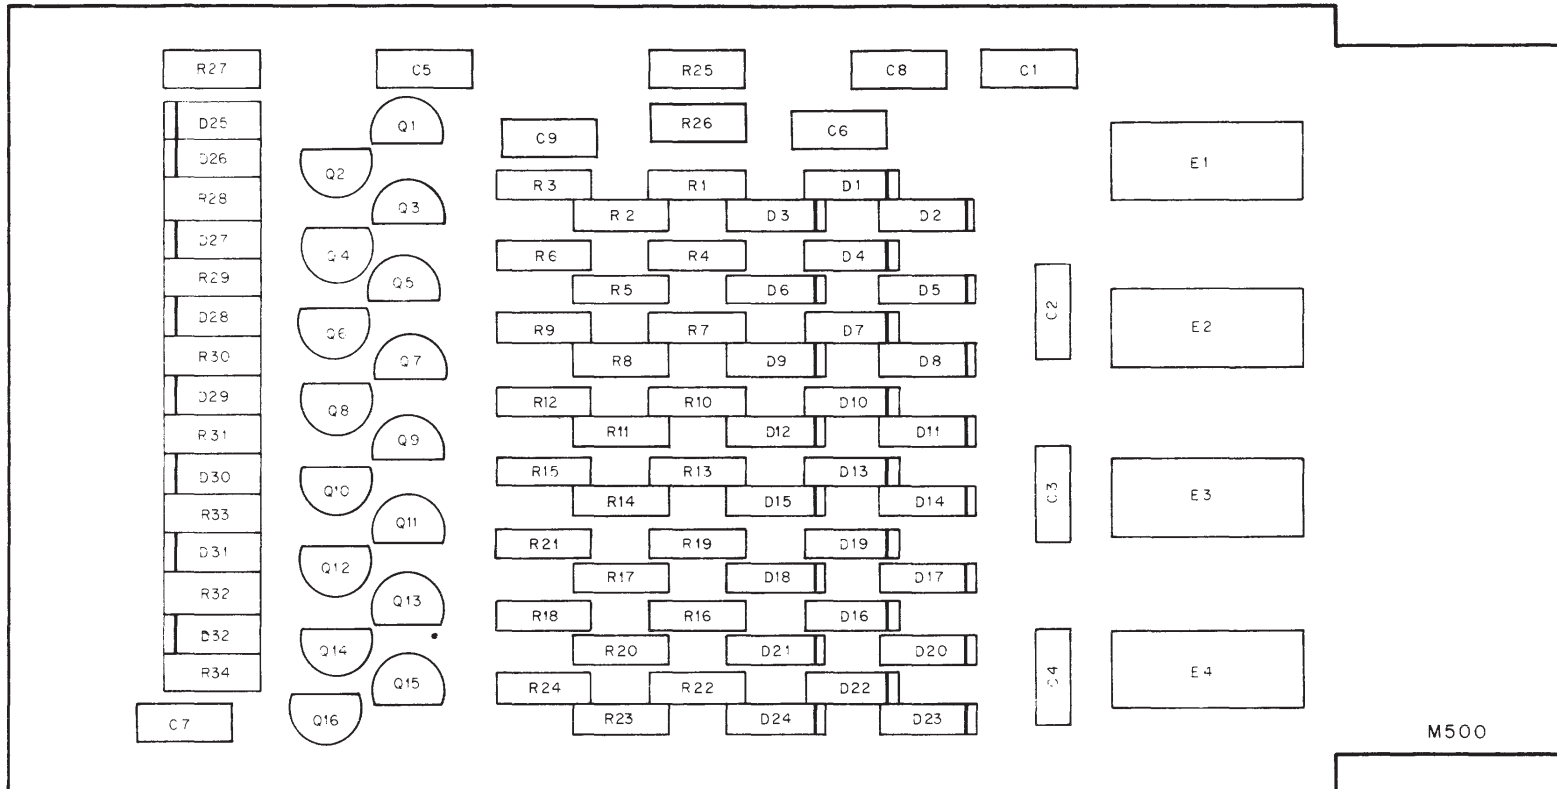 R27 C5 R25 C8 C1
D25 Q1 C9 R26 C6 E1
D26 Q2
R3 R1 D1
R28 Q3 R2 D3 D2
D27 Q4 R6 R4 D4
R29 Q5 R5 D6 D5
D28 Q6 R9 R7 D7 C2 E2
R30 Q7 R8 D9 D8
D29 Q8 R12 R10 D10
R31 Q9 R11 D12 D11
D30 Q10 R15 R13 D13
R33 Q11 R14 D15 D14 C3 E3
D31 Q12 R21 R19 D19
R32 Q13 R17 D18 D17
R18 R16 D16
D32 Q14 R20 D21 D20
R34 Q15 R24 R22 D22 C4 E4
C7 Q16 R23 D24 D23
M500